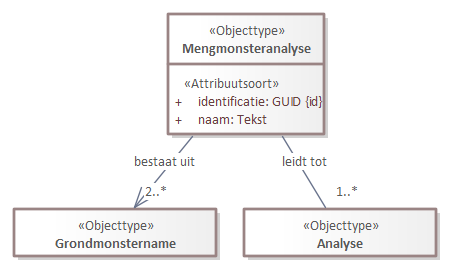 «Objecttype»
Mengmonsteranalyse
«Attribuutsoort»
+ identificatie: GUID {id}
+ naam: Tekst
bestaat uit
leidt tot
2..*
1..*
«Objecttype»
Grondmonstername
«Objecttype»
Analyse